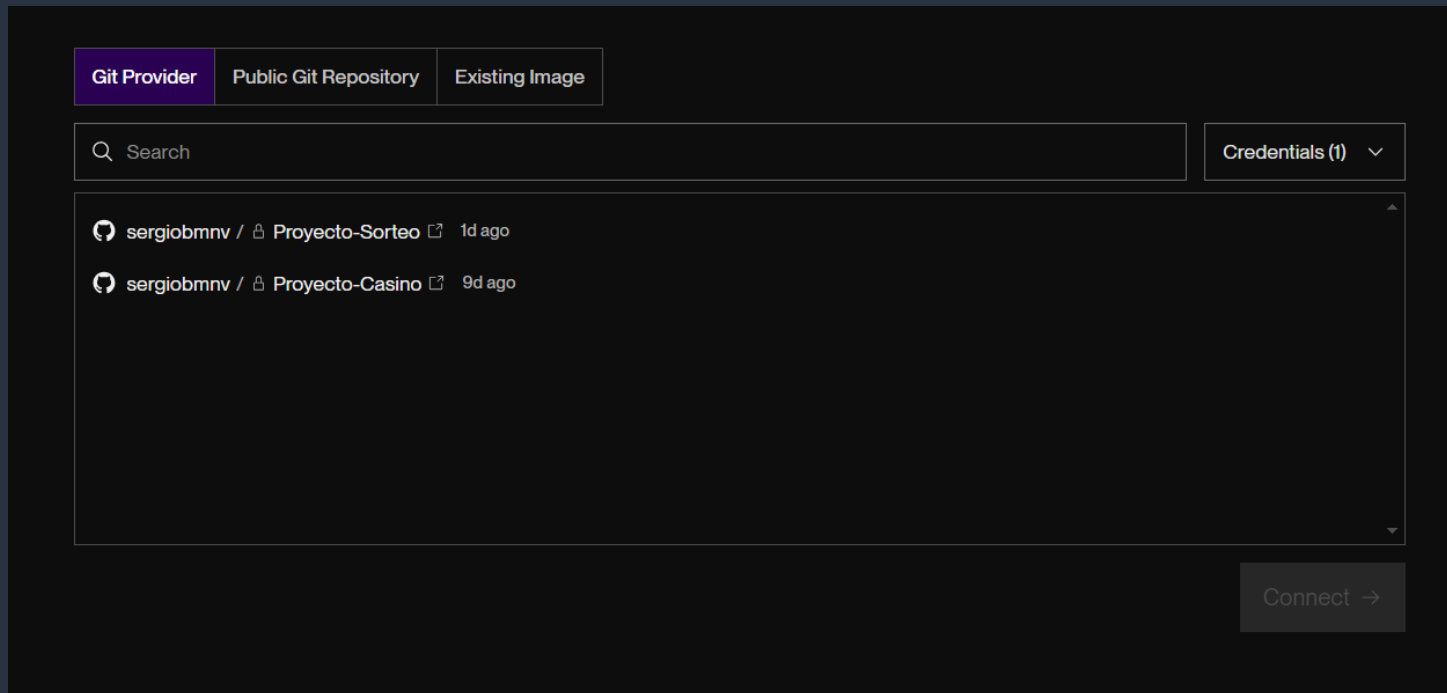 Git Provider Public Git Repository Existing Image
Search Credentials (1)
sergiobmnv / Proyecto-Sorteo 1d ago
sergiobmnv / Proyecto-Casino 9d ago
Connect →